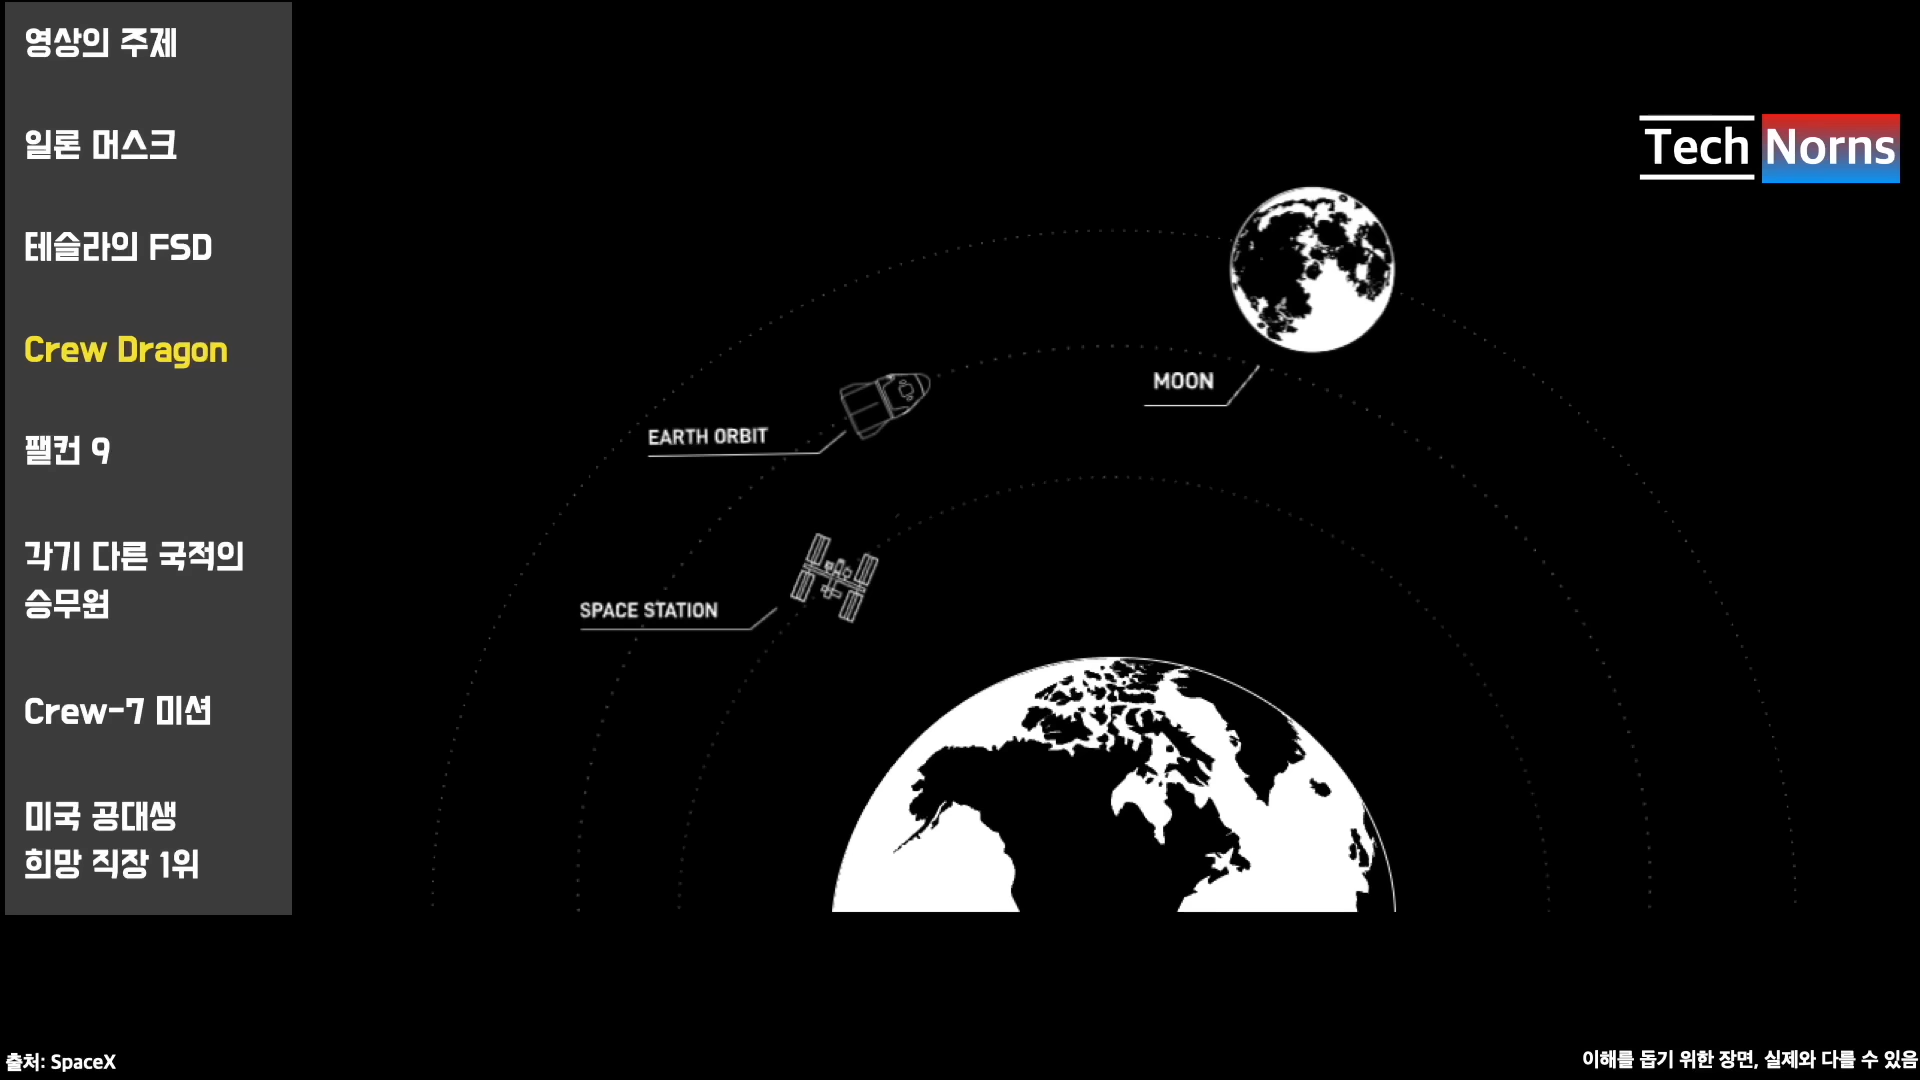 영상의 주제
일론 머스크
테슬라의 FSD
Crew Dragon
팰컨 9
각기 다른 국적의
승무원
Crew-7 미션
미국 공대생
희망 직장 1위
Tech Norns
MOON
EARTH ORBIT
SPACE STATION
출처: SpaceX
이해를 돕기 위한 장면, 실제와 다를 수 있음